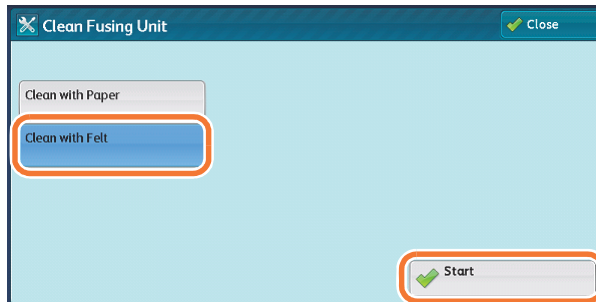 Clean Fusing Unit
Close
Clean with Paper
Clean with Felt
Start